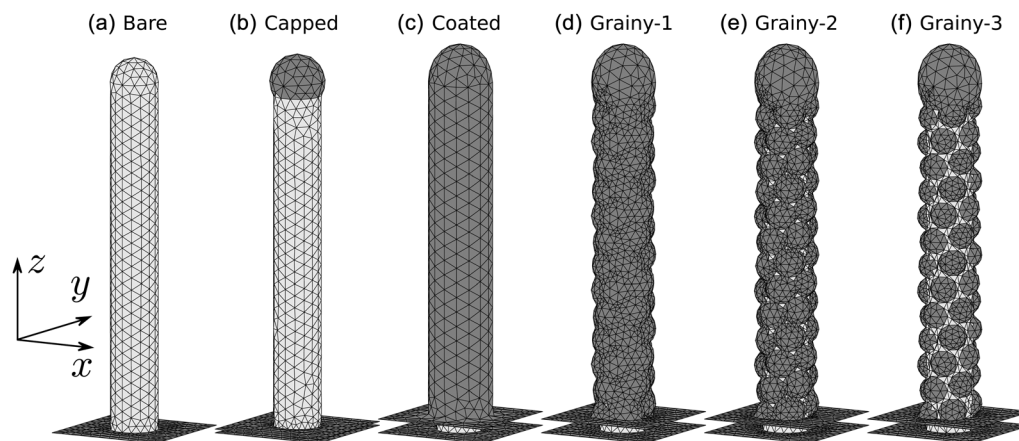 (a) Bare
(b) Capped
(c) Coated
(d) Grainy-1
(e) Grainy-2
(f) Grainy-3
z
y
x